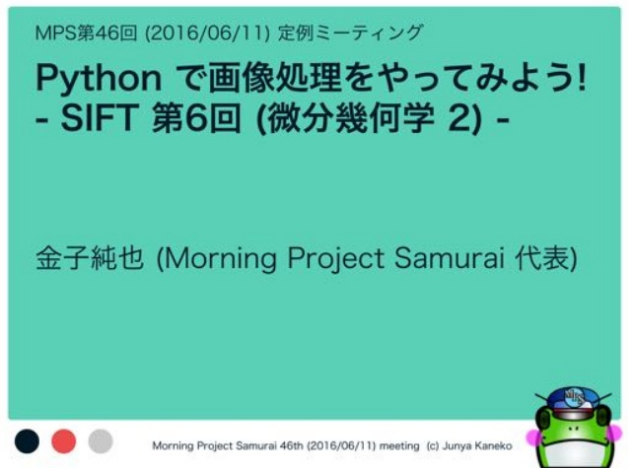 MPS第46回 (2016/06/11) 定例ミーティング
Python で画像処理をやってみよう!
- SIFT 第6回 (微分幾何学 2) -
金子純也 (Morning Project Samurai 代表)
Morning Project Samurai 46th (2016/06/11) meeting (c) Junya Kaneko